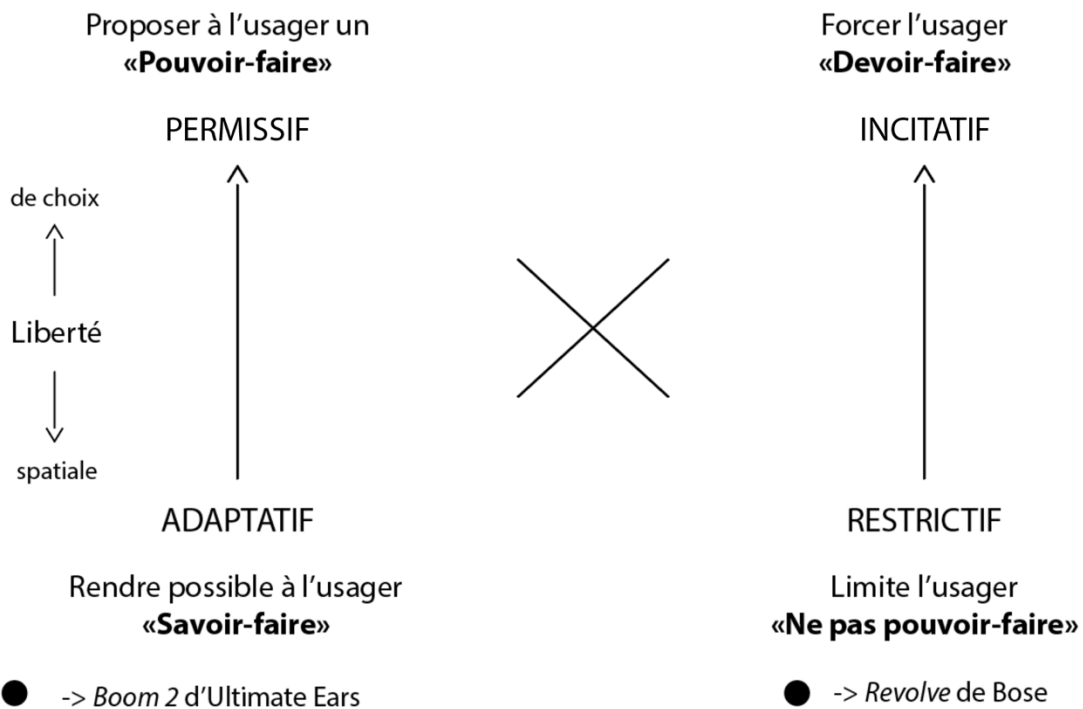 Proposer à l'usager un
«Pouvoir-faire»
PERMISSIF
Forcer l'usager
«Devoir-faire»
INCITATIF
de choix
Liberté
spatiale
ADAPTATIF
Rendre possible à l'usager
«Savoir-faire»
-> Boom 2 d'Ultimate Ears
RESTRICTIF
Limite l'usager
«Ne pas pouvoir-faire»
-> Revolve de Bose